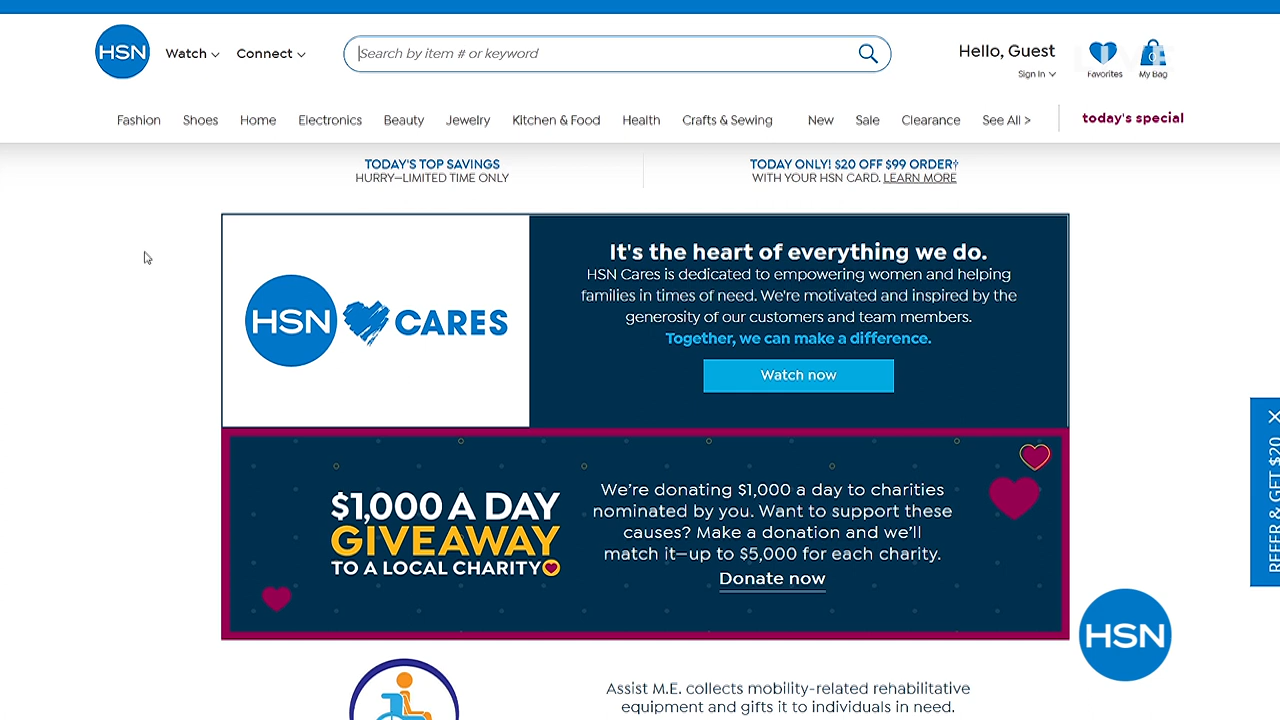 HSN
Watch
Connect
Search by item # or keyword
Hello, Guest
Sign In
LIVE
Favorites
0
My Bag
Fashion
Shoes
Home
Electronics
Beauty
Jewelry
Kitchen & Food
Health
Crafts & Sewing
New
Sale
Clearance
See All >
today's special
TODAY'S TOP SAVINGS
HURRY—LIMITED TIME ONLY
TODAY ONLY! $20 OFF $99 ORDER†
WITH YOUR HSN CARD. LEARN MORE
HSN CARES
It's the heart of everything we do.
HSN Cares is dedicated to empowering women and helping
families in times of need. We're motivated and inspired by the
generosity of our customers and team members.
Together, we can make a difference.
Watch now
$1,000 A DAY
GIVEAWAY
TO A LOCAL CHARITY
We're donating $1,000 a day to charities
nominated by you. Want to support these
causes? Make a donation and we'll
match it—up to $5,000 for each charity.
Donate now
REFER & GET $20
HSN
Assist M.E. collects mobility-related rehabilitative
equipment and gifts it to individuals in need.